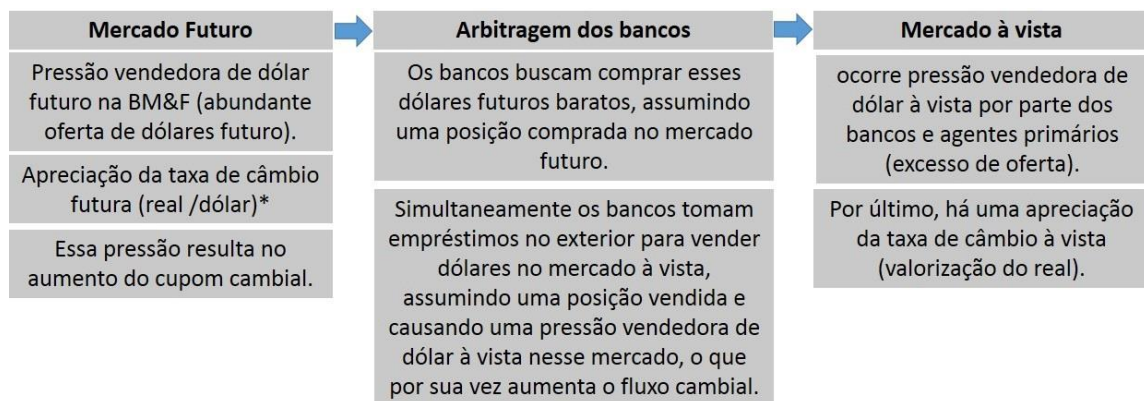 Mercado Futuro
Pressão vendedora de dólar
futuro na BM&F (abundante
oferta de dólares futuro).
Apreciação da taxa de câmbio
futura (real /dólar)*
Essa pressão resulta no
aumento do cupom cambial.
Arbitragem dos bancos
Os bancos buscam comprar esses
dólares futuros baratos, assumindo
uma posição comprada no mercado
futuro.
Simultaneamente os bancos tomam
empréstimos no exterior para vender
dólares no mercado à vista,
assumindo uma posição vendida e
causando uma pressão vendedora de
dólar à vista nesse mercado, o que
por sua vez aumenta o fluxo cambial.
Mercado à vista
ocorre pressão vendedora de
dólar à vista por parte dos
bancos e agentes primários
(excesso de oferta).
Por último, há uma apreciação
da taxa de câmbio à vista
(valorização do real).